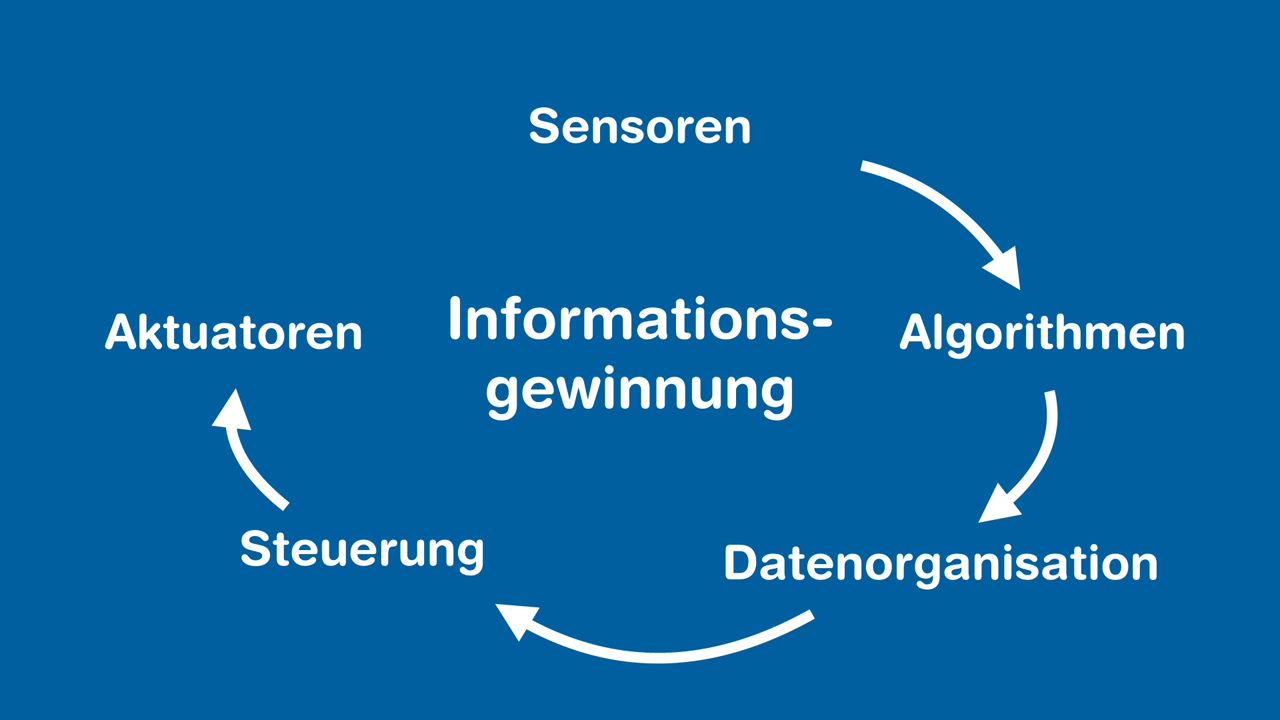 Sensoren
Informations-
gewinnung
Aktuatoren
Algorithmen
Steuerung
Datenorganisation